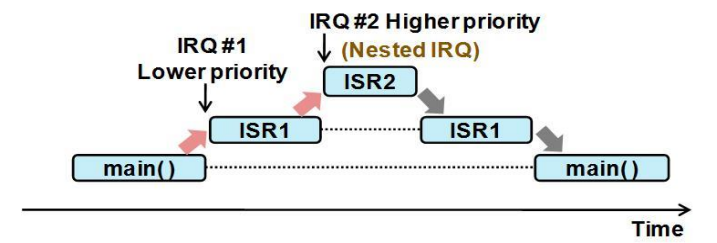 IRQ #2 Higher priority
(Nested IRQ)
IRQ #1
Lower priority
ISR2
ISR1
ISR1
main()
main()
Time